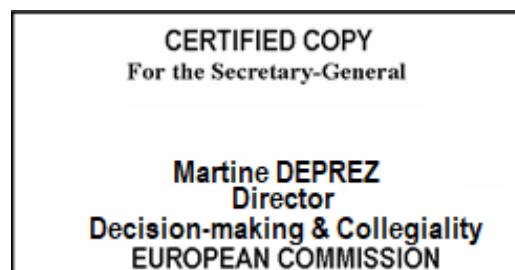 CERTIFIED COPY
For the Secretary-General
Martine DEPREZ
Director
Decision-making & Collegiality
EUROPEAN COMMISSION